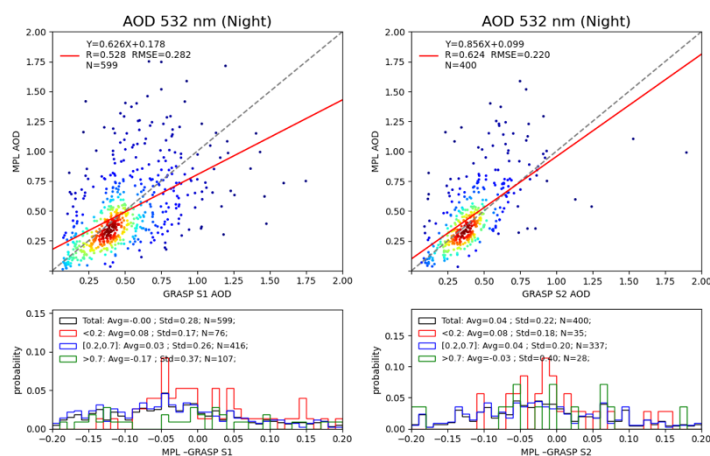 AOD 532 nm (Night)
Y=0.626X+0.178
R=0.528 RMSE=0.282
N=599
MPL AOD
2.00
1.75
1.50
1.25
1.00
0.75
0.50
0.25
0.25 0.50 0.75 1.00 1.25 1.50 1.75 2.00
GRASP S1 AOD
AOD 532 nm (Night)
Y=0.856X+0.099
R=0.624 RMSE=0.220
N=400
MPL AOD
2.00
1.75
1.50
1.25
1.00
0.75
0.50
0.25
0.25 0.50 0.75 1.00 1.25 1.50 1.75 2.00
GRASP S2 AOD
Total: Avg=-0.00 ; Std=0.28; N=599;
<0.2: Avg=0.08 ; Std=0.17; N=76;
[0.2,0.7]: Avg=0.03 ; Std=0.26; N=416;
>0.7: Avg=-0.17 ; Std=0.37; N=107;
probability
0.15
0.10
0.05
0.00
−0.20 −0.15 −0.10 −0.05 0.00 0.05 0.10 0.15 0.20
MPL –GRASP S1
Total: Avg=0.04 ; Std=0.22; N=400;
<0.2: Avg=0.08 ; Std=0.18; N=35;
[0.2,0.7]: Avg=0.04 ; Std=0.20; N=337;
>0.7: Avg=-0.03 ; Std=0.40; N=28;
probability
0.15
0.10
0.05
0.00
−0.20 −0.15 −0.10 −0.05 0.00 0.05 0.10 0.15 0.20
MPL –GRASP S2